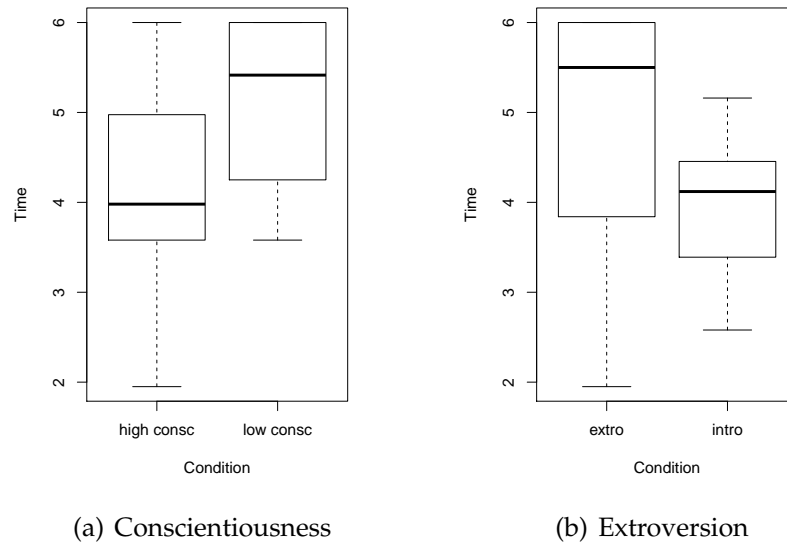 6
5
4
3
2
Time
high consc low consc
Condition
(a) Conscientiousness
6
5
4
3
2
Time
extro intro
Condition
(b) Extroversion